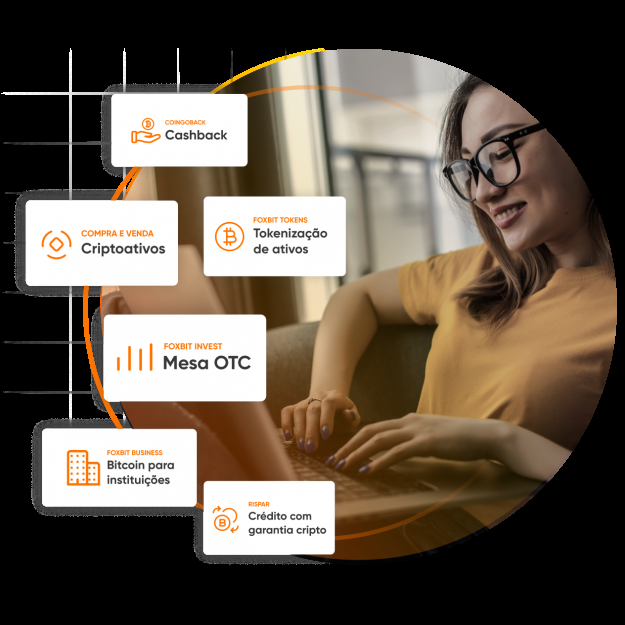 COINGOBACK
Cashback
COMPRA E VENDA
Criptoativos
FOXBIT TOKENS
Tokenização
de ativos
FOXBIT INVEST
Mesa OTC
FOXBIT BUSINESS
Bitcoin para
instituições
RISPAR
Crédito com
garantia cripto